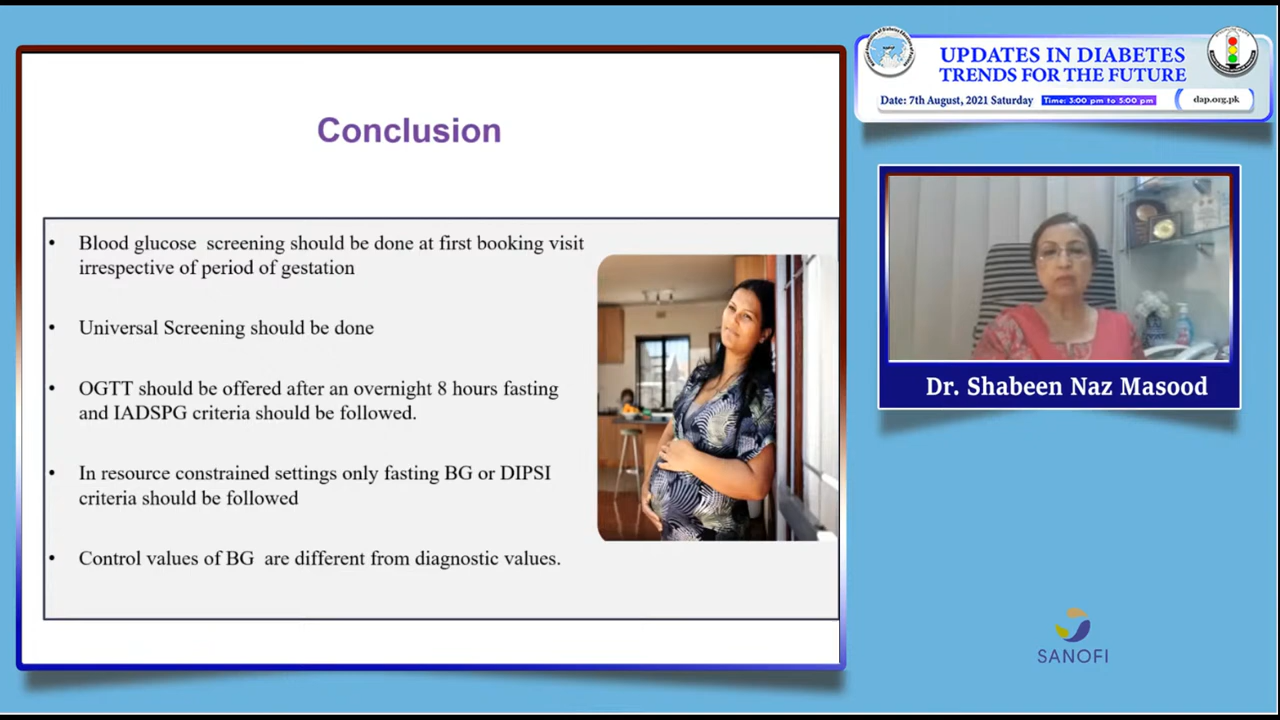 Conclusion
• Blood glucose screening should be done at first booking visit
irrespective of period of gestation
• Universal Screening should be done
• OGTT should be offered after an overnight 8 hours fasting
and IADSPG criteria should be followed.
• In resource constrained settings only fasting BG or DIPSI
criteria should be followed
• Control values of BG are different from diagnostic values.
UPDATES IN DIABETES
TRENDS FOR THE FUTURE
Date: 7th August, 2021 Saturday Time: 3:00 pm to 5:00 pm dap.org.pk
Dr. Shabeen Naz Masood
SANOFI